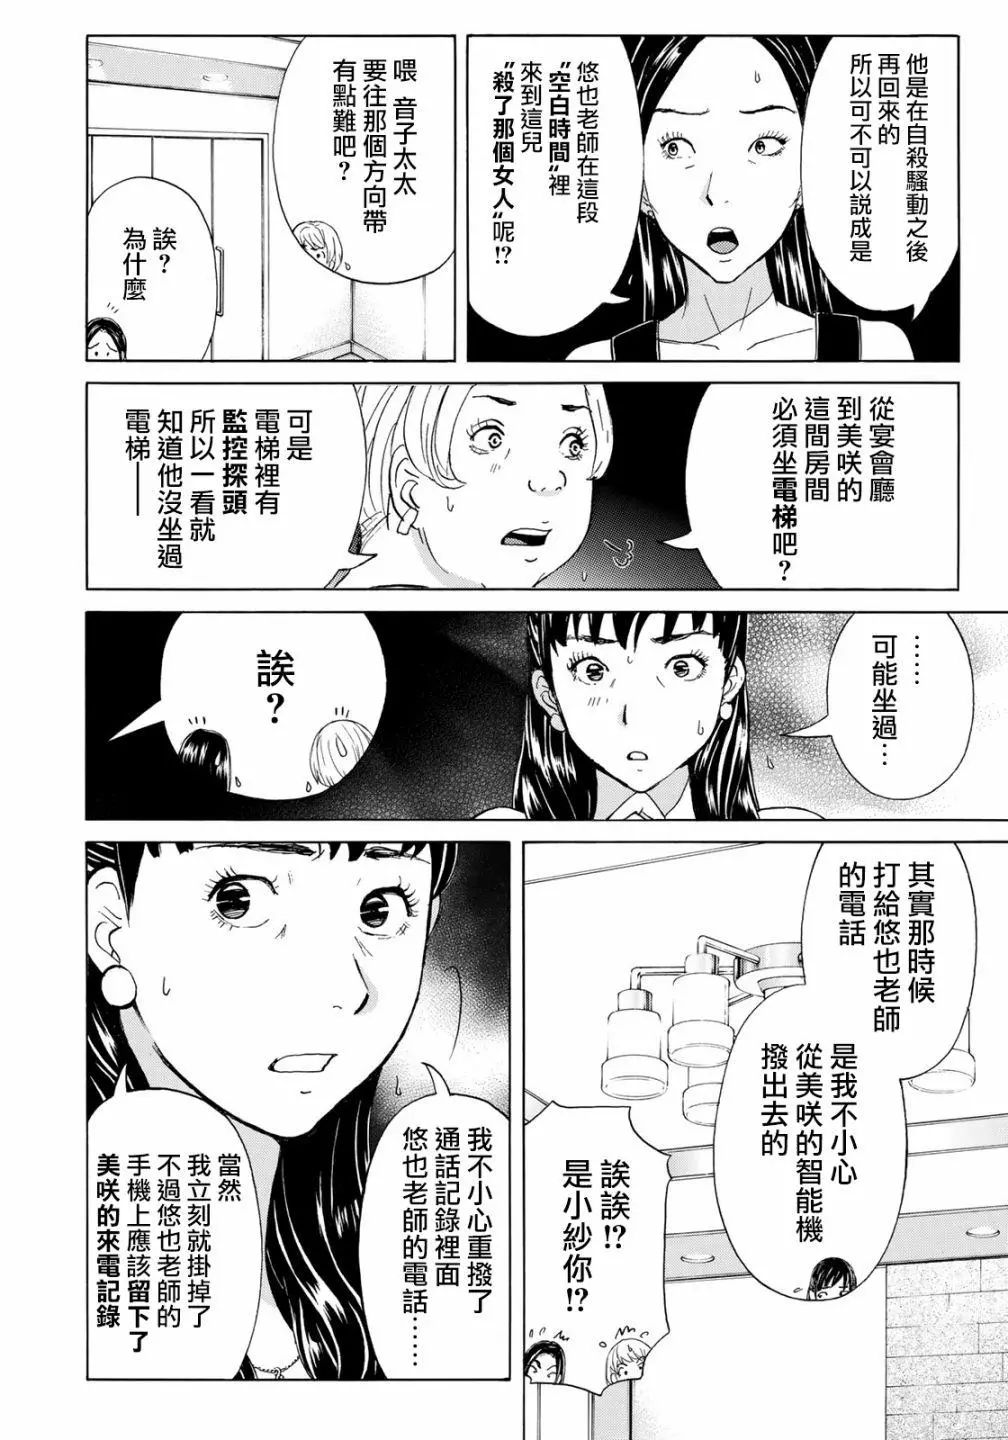 他是在自殺騷動之後
再回來的
所以可不可以說成是
悠也老師在這段
“空白時間“裡
來到這兒
“殺了那個女人“呢!?
喂 音子太太
要往那個方向帶
有點難吧?
誒?
為什麼
從宴會廳
到美咲的
這間房間
必須坐電梯吧?
可是
電梯裡有
監控探頭
所以一看就
知道他沒坐過
電梯——
……
可能坐過…
誒?
其實那時候
打給悠也老師
的電話
是我不小心
從美咲的智能機
撥出去的
誒誒!?
是小紗你!?
我不小心重撥了
通話記錄裡面
悠也老師的電話……
當然
我立刻就掛掉了
不過悠也老師的
手機上應該留下了
美咲的來電記錄